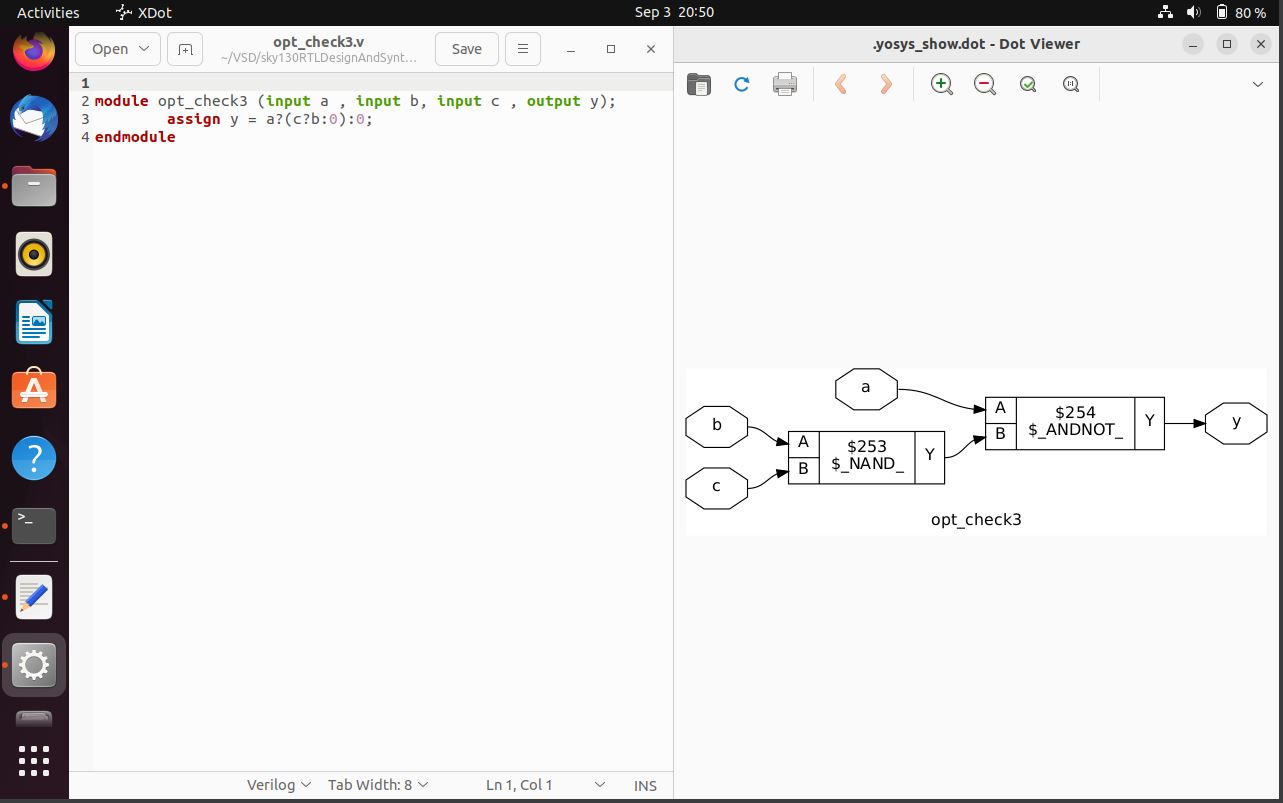 Activities XDot Sep 3 20:50 80 %
Open opt_check3.v Save
~/VSD/sky130RTLDesignAndSynt…
1
2 module opt_check3 (input a , input b, input c , output y);
3 assign y = a?(c?b:0):0;
4 endmodule
Verilog Tab Width: 8 Ln 1, Col 1 INS
.yosys_show.dot - Dot Viewer
a
b
c
A
B
$253
$_NAND_
Y
A
B
$254
$_ANDNOT_
Y
y
opt_check3